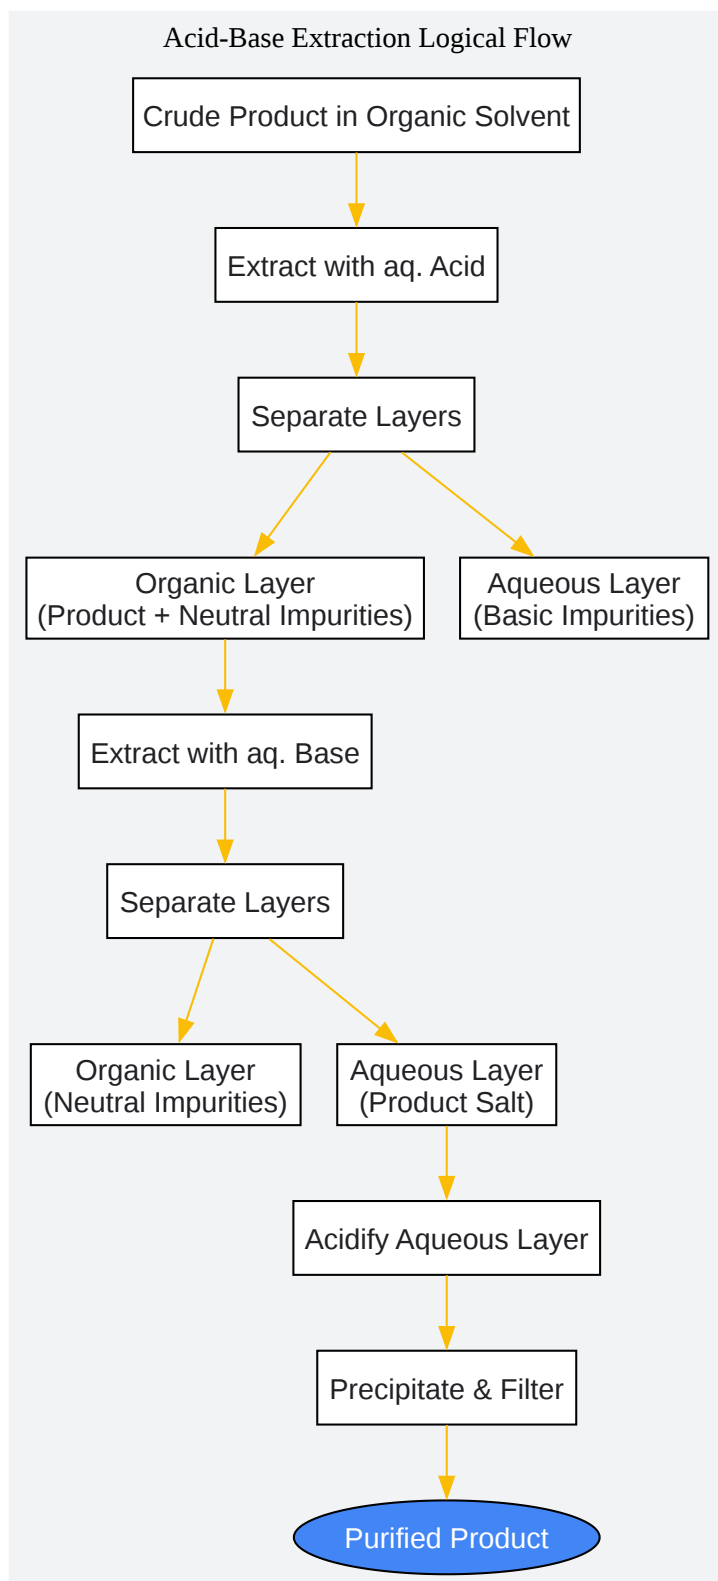 Acid-Base Extraction Logical Flow
Crude Product in Organic Solvent
Extract with aq. Acid
Separate Layers
Organic Layer
(Product + Neutral Impurities)
Aqueous Layer
(Basic Impurities)
Extract with aq. Base
Separate Layers
Organic Layer
(Neutral Impurities)
Aqueous Layer
(Product Salt)
Acidify Aqueous Layer
Precipitate & Filter
Purified Product